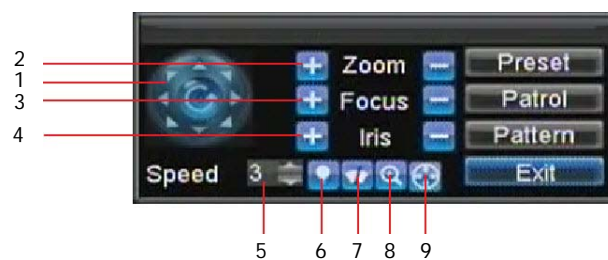 2
1
3
4
+ Zoom − Preset
+ Focus − Patrol
+ Iris − Pattern
Speed 3 Exit
5 6 7 8 9